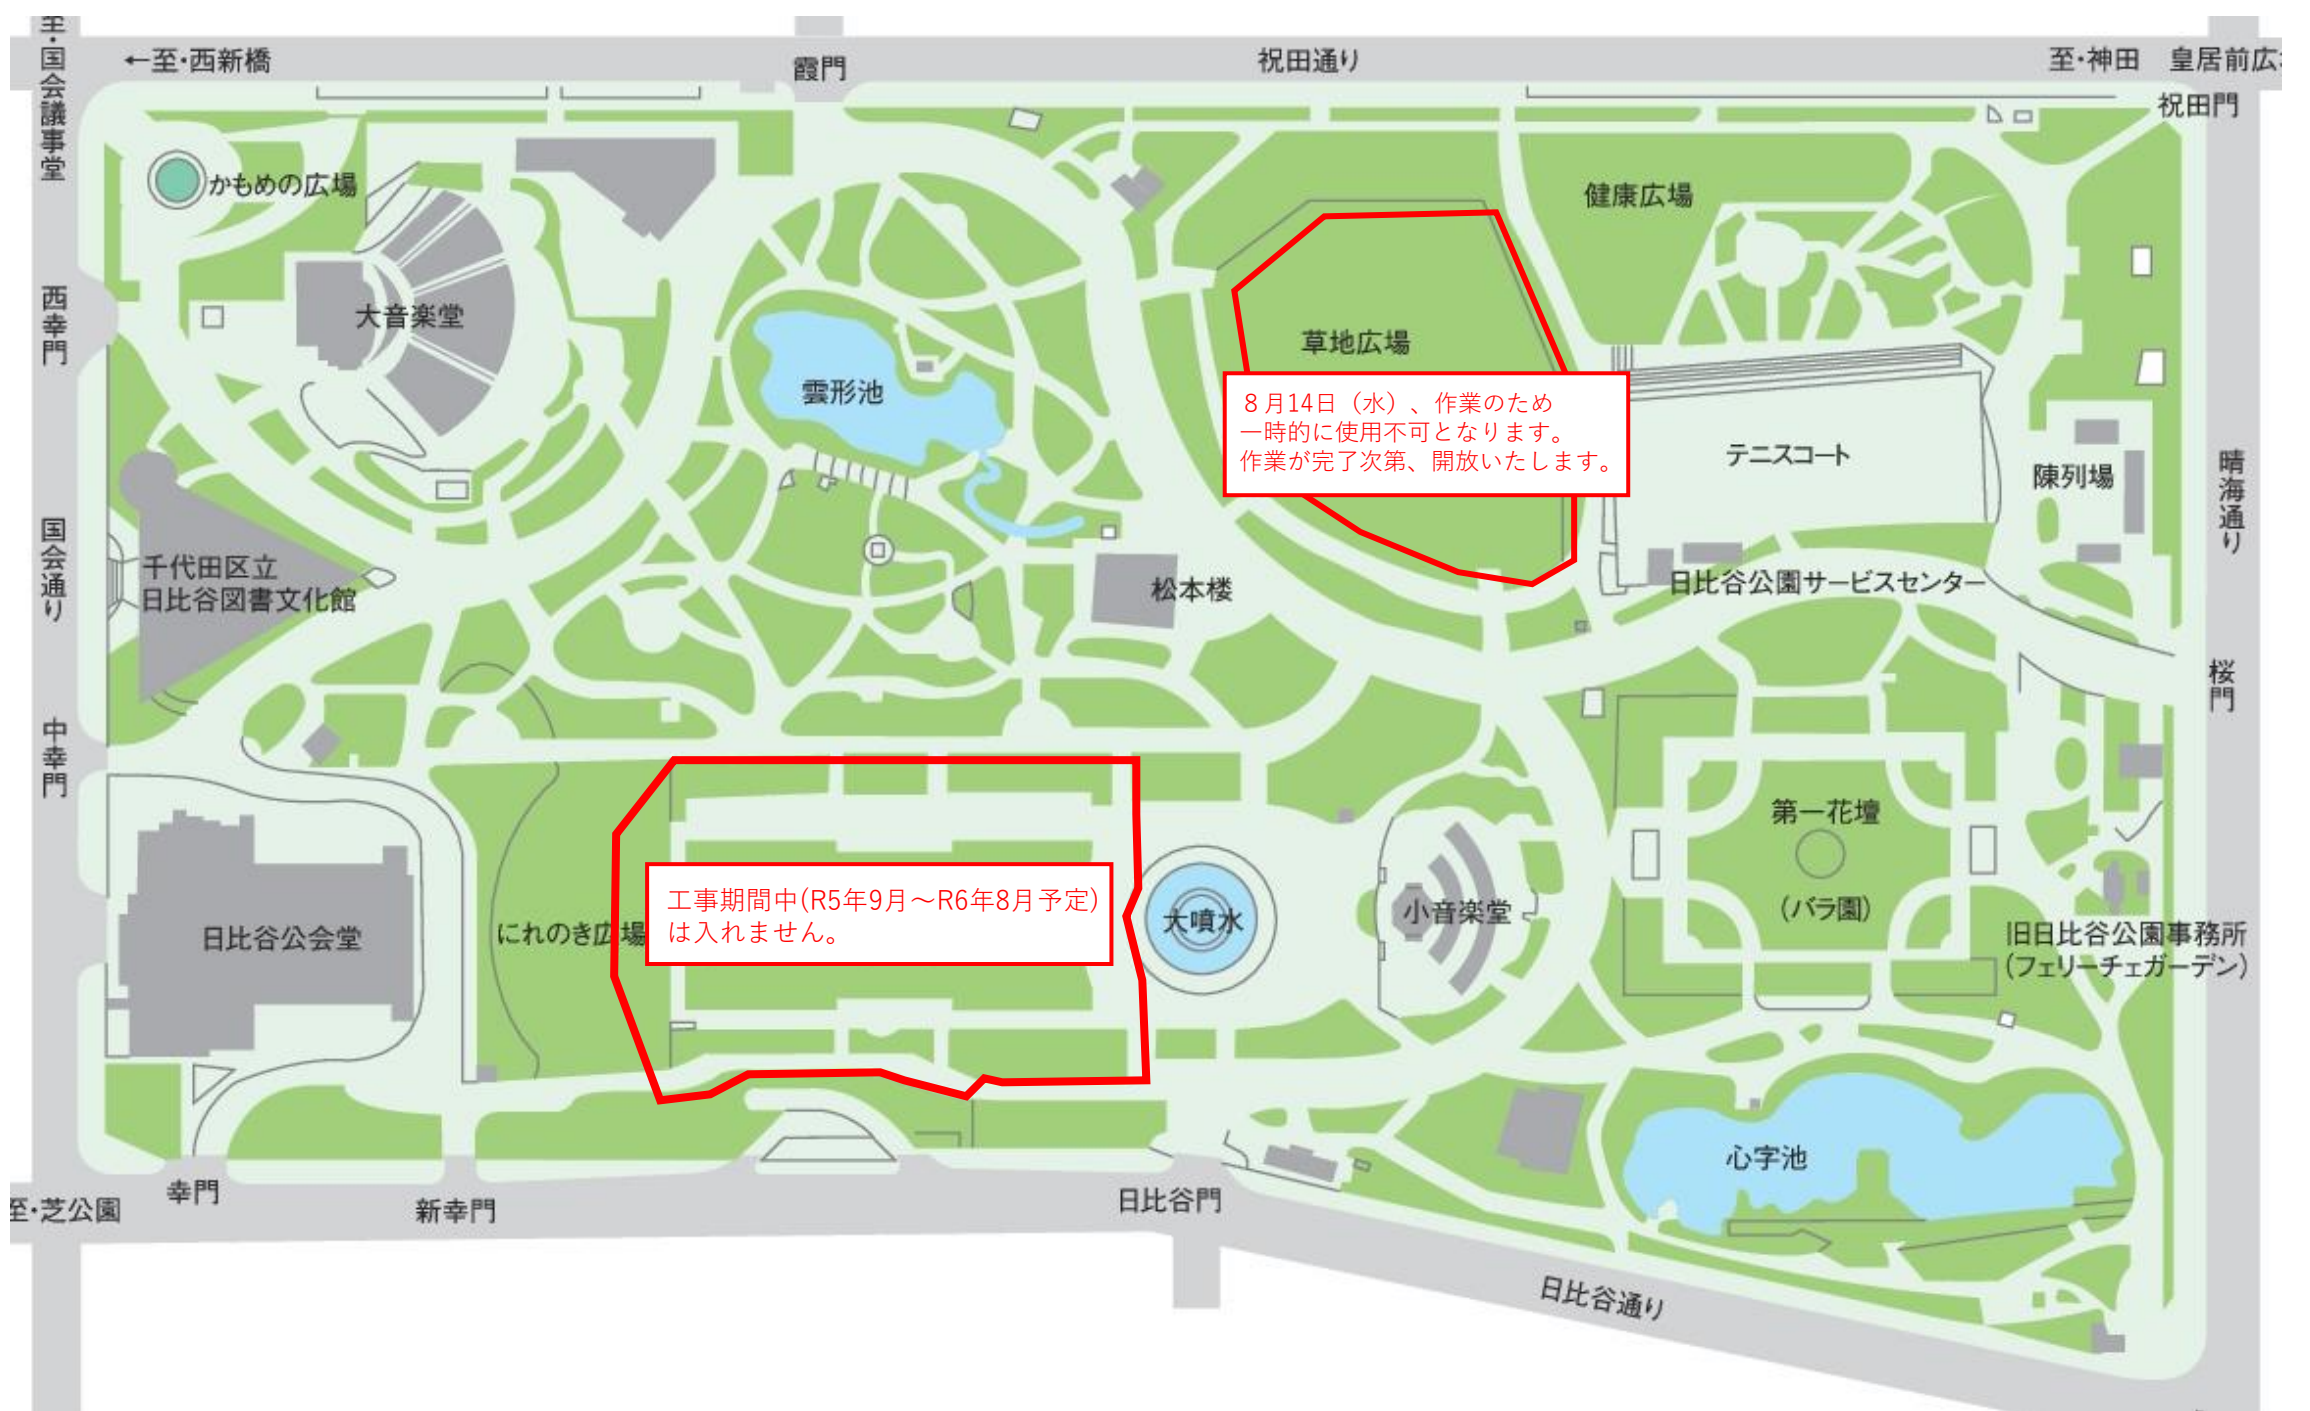 至・国会議事堂
←至・西新橋
霞門
祝田通り
至・神田
皇居前広
祝田門
かもめの広場
健康広場
西幸門
大音楽堂
草地広場
雲形池
８月14日（水）、作業のため
一時的に使用不可となります。
作業が完了次第、開放いたします。
テニスコート
陳列場
晴海通り
国会通り
千代田区立
日比谷図書文化館
松本楼
日比谷公園サービスセンター
桜門
中幸門
第一花壇
(バラ園)
工事期間中(R5年9月～R6年8月予定)
は入れません。
日比谷公会堂
にれのき広場
大噴水
小音楽堂
旧日比谷公園事務所
(フェリーチェガーデン)
心字池
至・芝公園
幸門
新幸門
日比谷門
日比谷通り